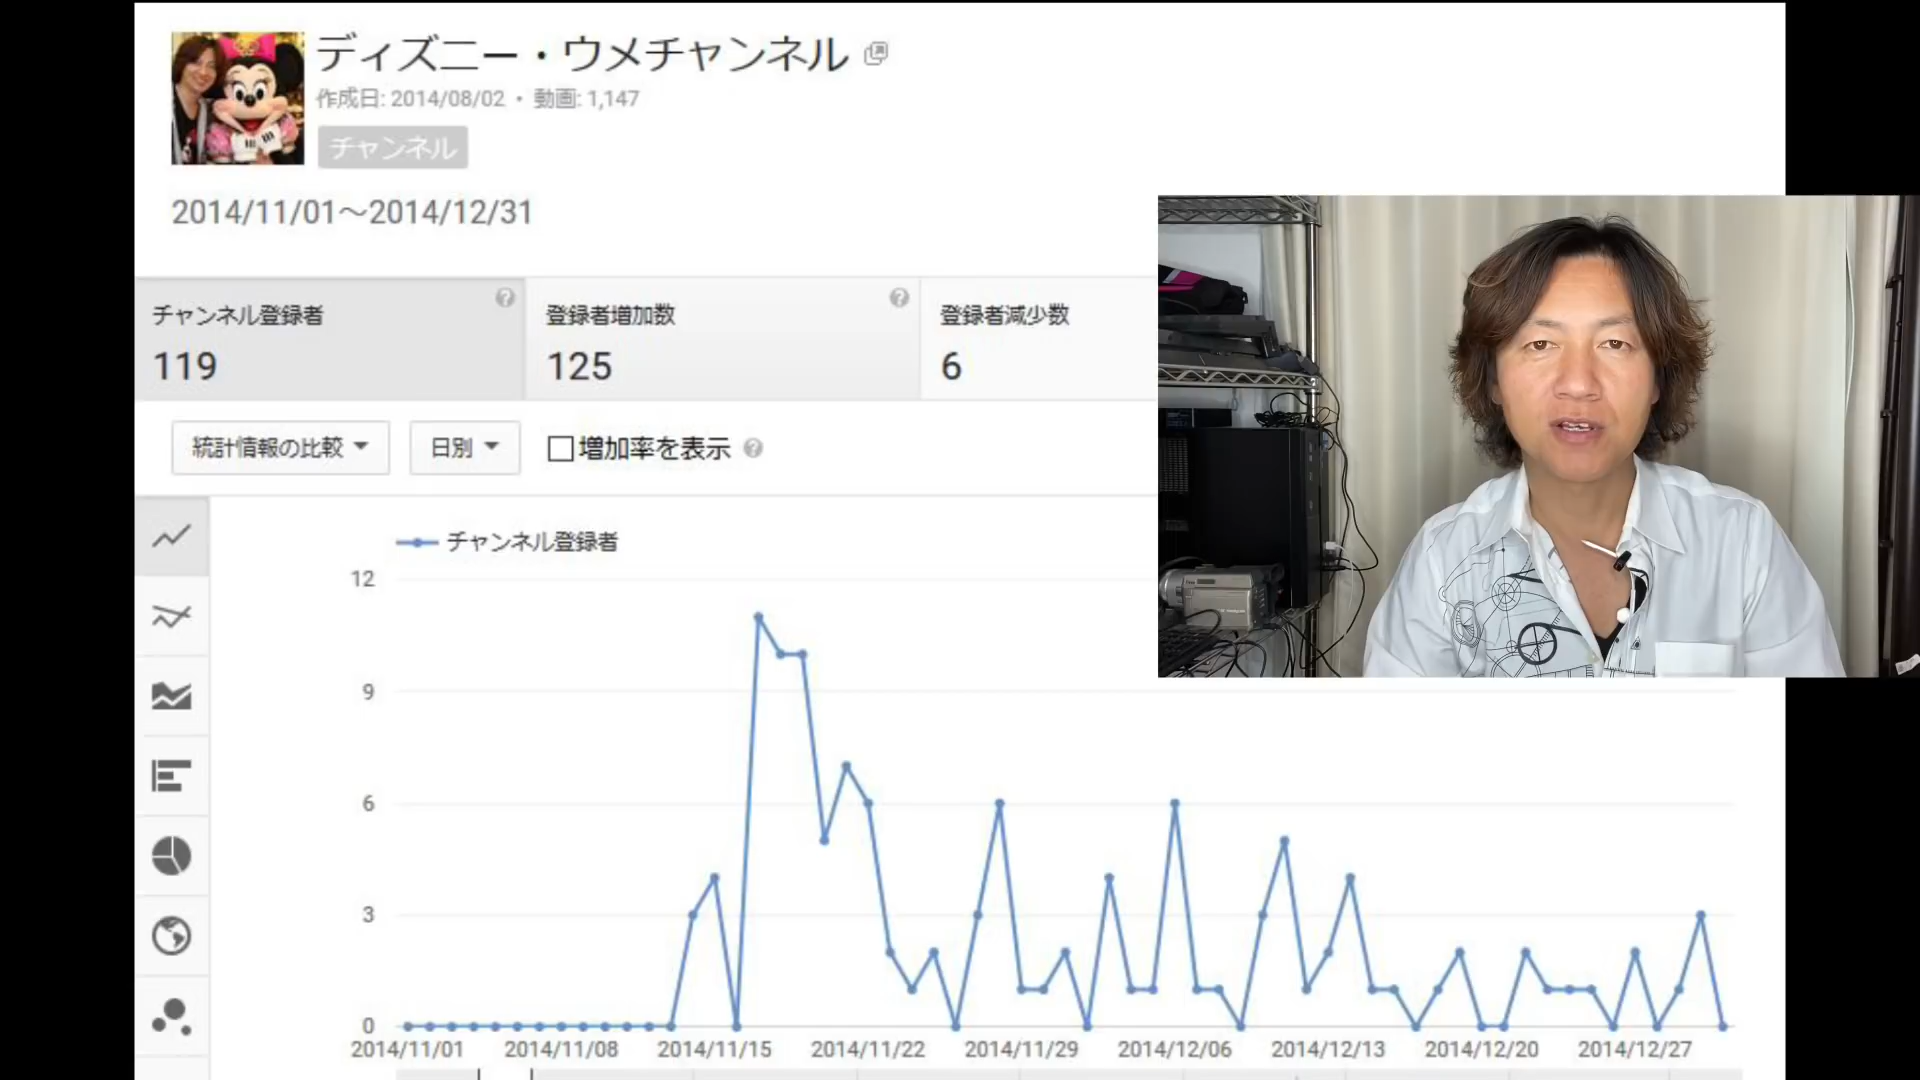 ディズニー・ウメチャンネル
作成日: 2014/08/02 • 動画: 1,147
チャンネル
2014/11/01～2014/12/31
チャンネル登録者
119
登録者増加数
125
登録者減少数
6
統計情報の比較
日別
増加率を表示
チャンネル登録者
12
9
6
3
0
2014/11/01 2014/11/08 2014/11/15 2014/11/22 2014/11/29 2014/12/06 2014/12/13 2014/12/20 2014/12/27